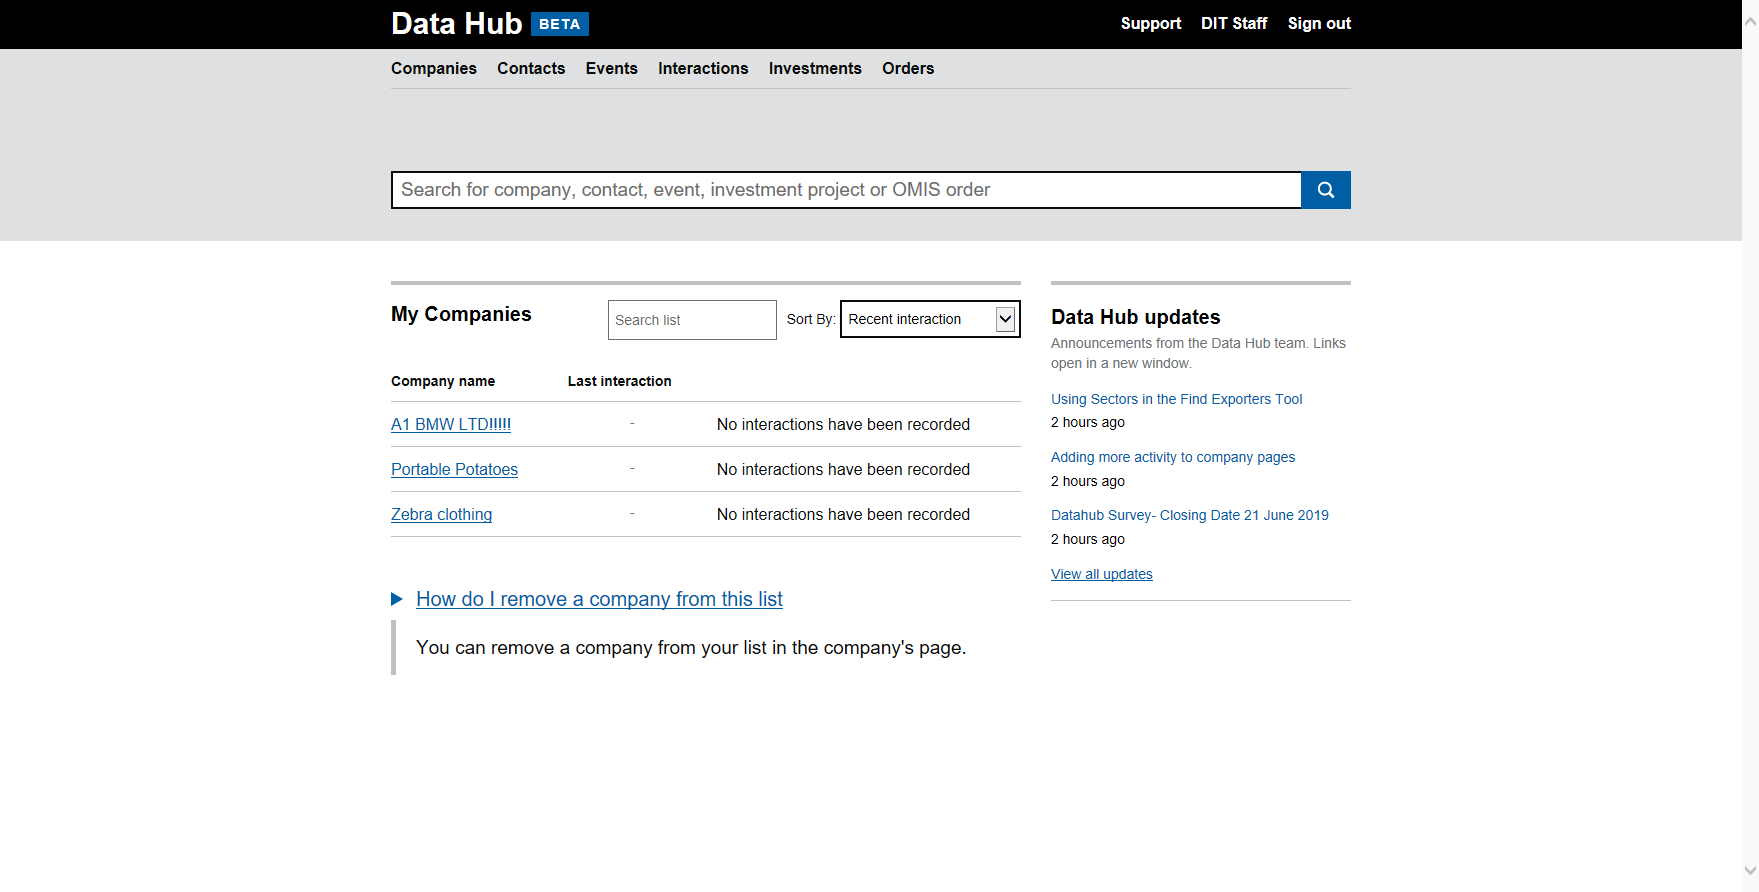 Data Hub BETA
Support DIT Staff Sign out
Companies Contacts Events Interactions Investments Orders
Search for company, contact, event, investment project or OMIS order
My Companies
Search list
Sort By: Recent interaction
Company name Last interaction
A1 BMW LTD!!!!! - No interactions have been recorded
Portable Potatoes - No interactions have been recorded
Zebra clothing - No interactions have been recorded
How do I remove a company from this list
You can remove a company from your list in the company's page.
Data Hub updates
Announcements from the Data Hub team. Links
open in a new window.
Using Sectors in the Find Exporters Tool
2 hours ago
Adding more activity to company pages
2 hours ago
Datahub Survey- Closing Date 21 June 2019
2 hours ago
View all updates